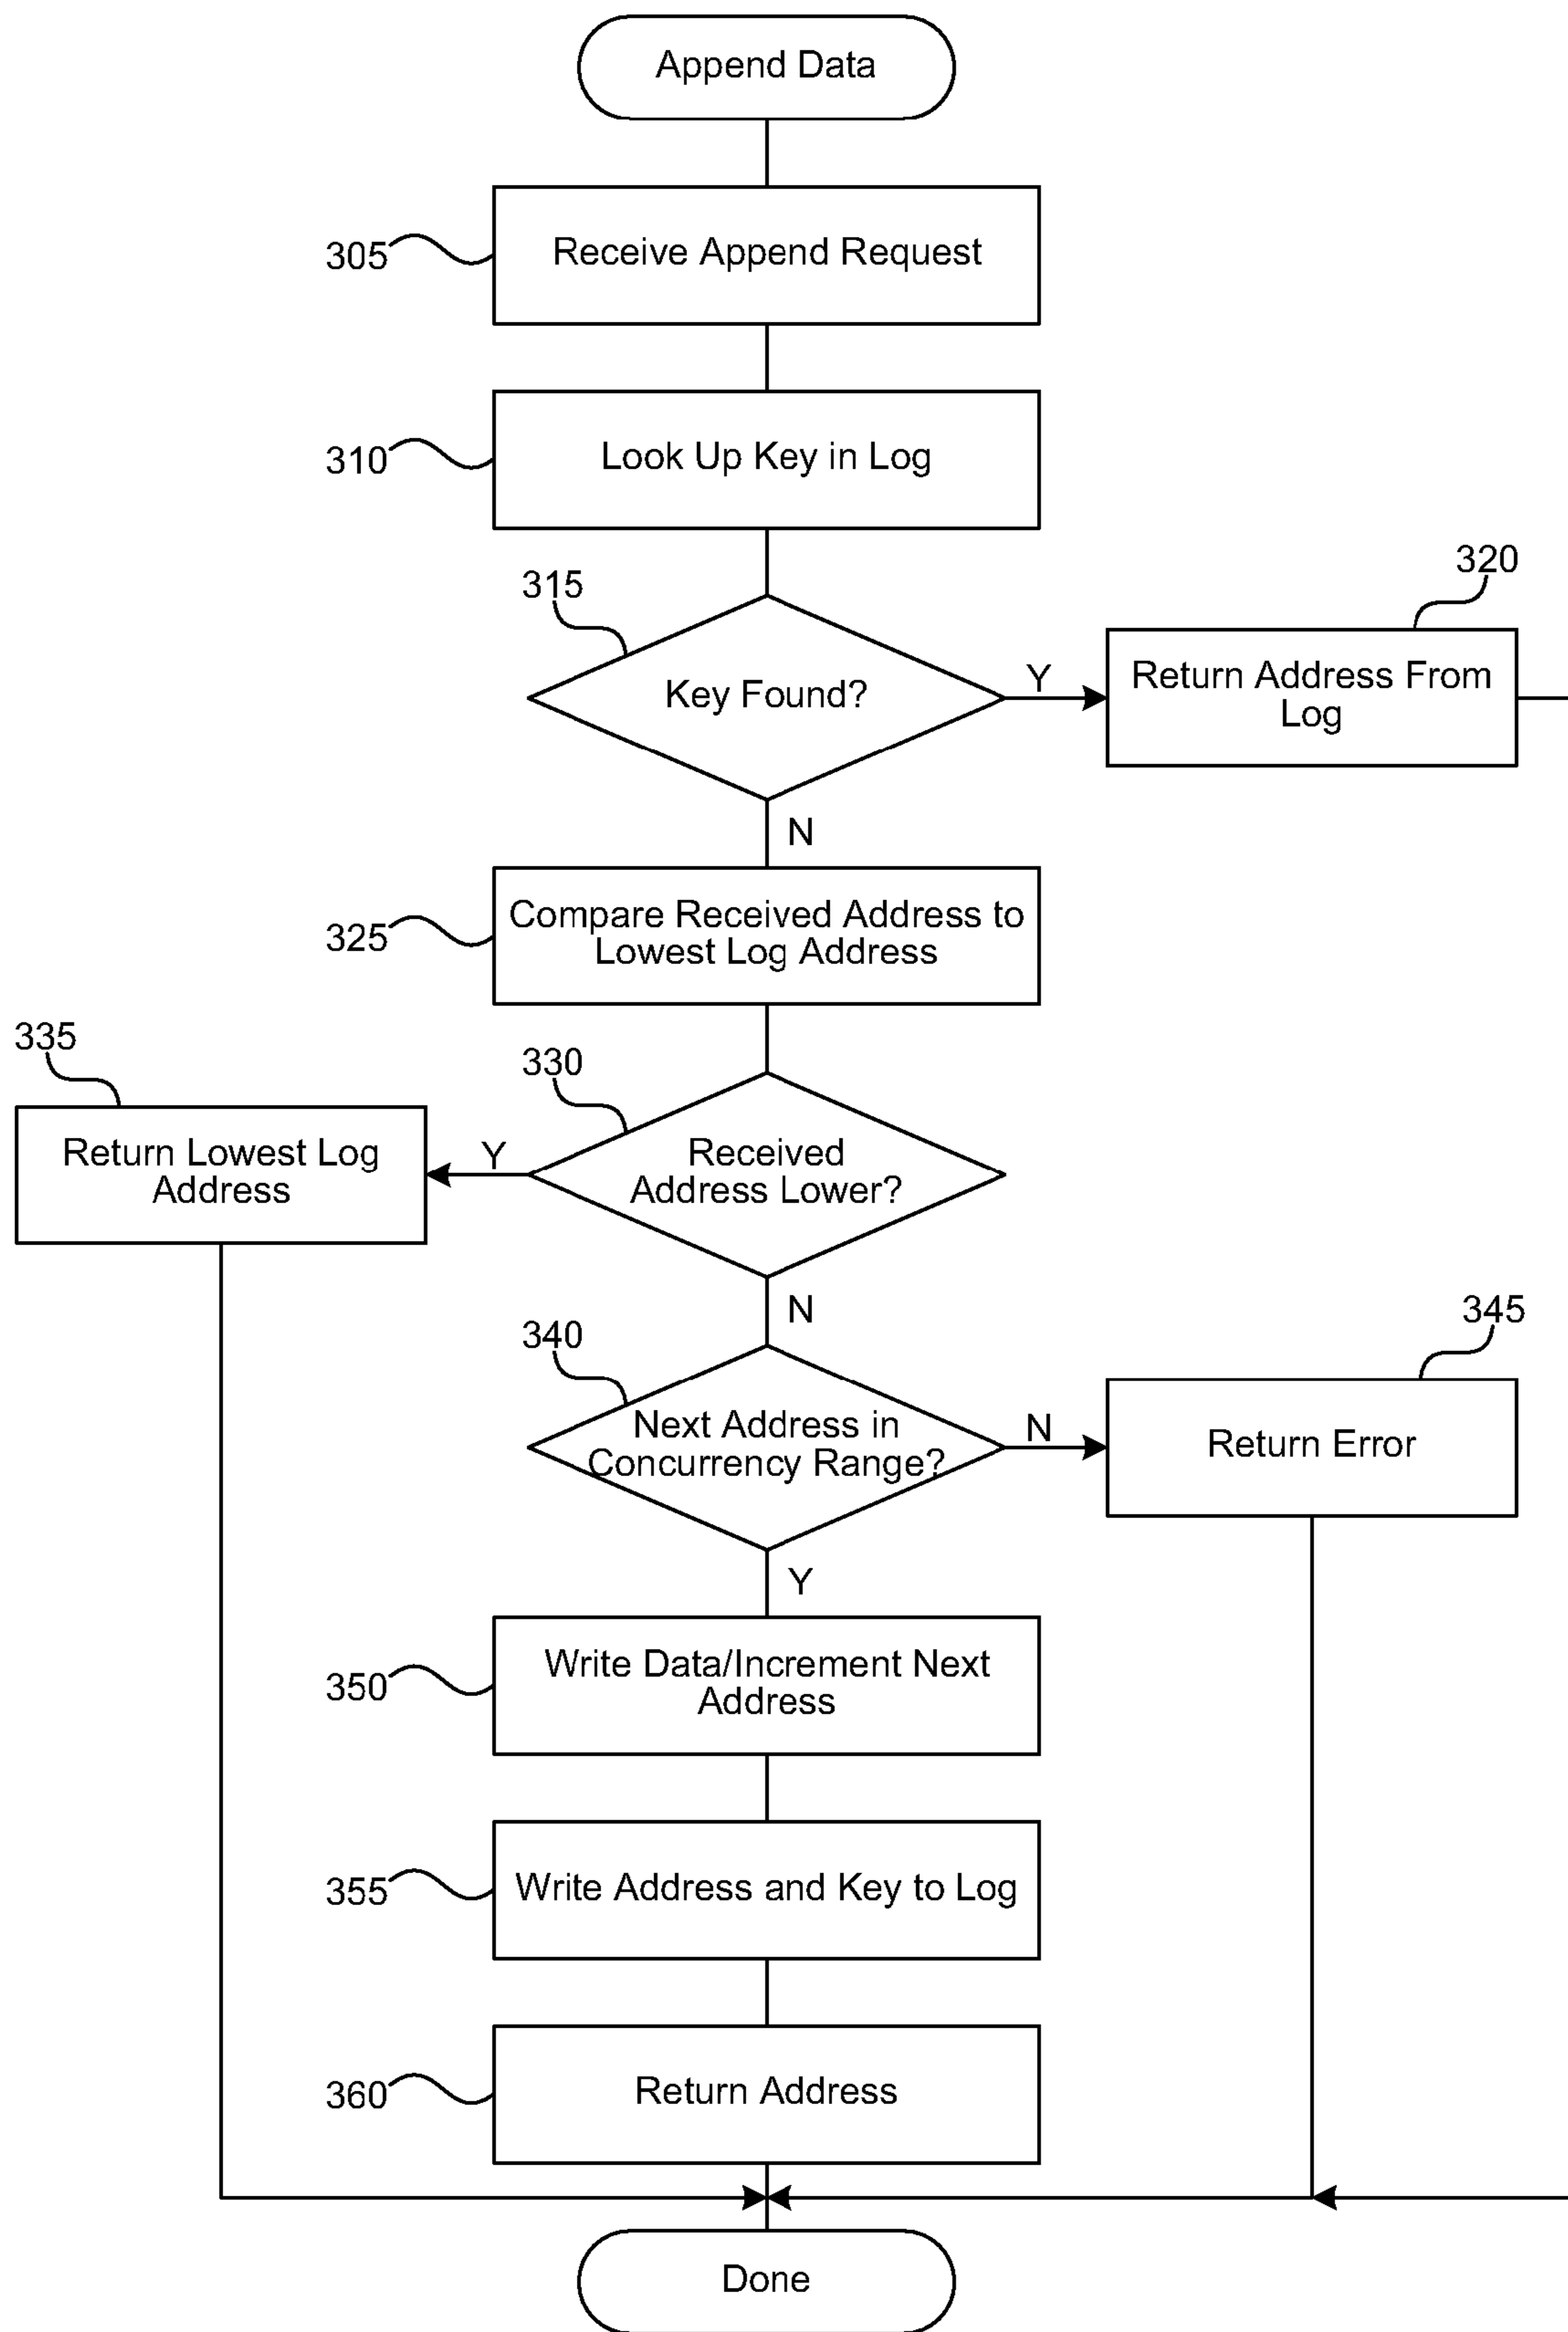 Append Data
305
Receive Append Request
310
Look Up Key in Log
315
320
Key Found?
Y
Return Address From
Log
N
325
Compare Received Address to
Lowest Log Address
335
330
Return Lowest Log
Address
Y
Received
Address Lower?
N
340
345
Next Address in
Concurrency Range?
N
Return Error
Y
350
Write Data/Increment Next
Address
355
Write Address and Key to Log
360
Return Address
Done